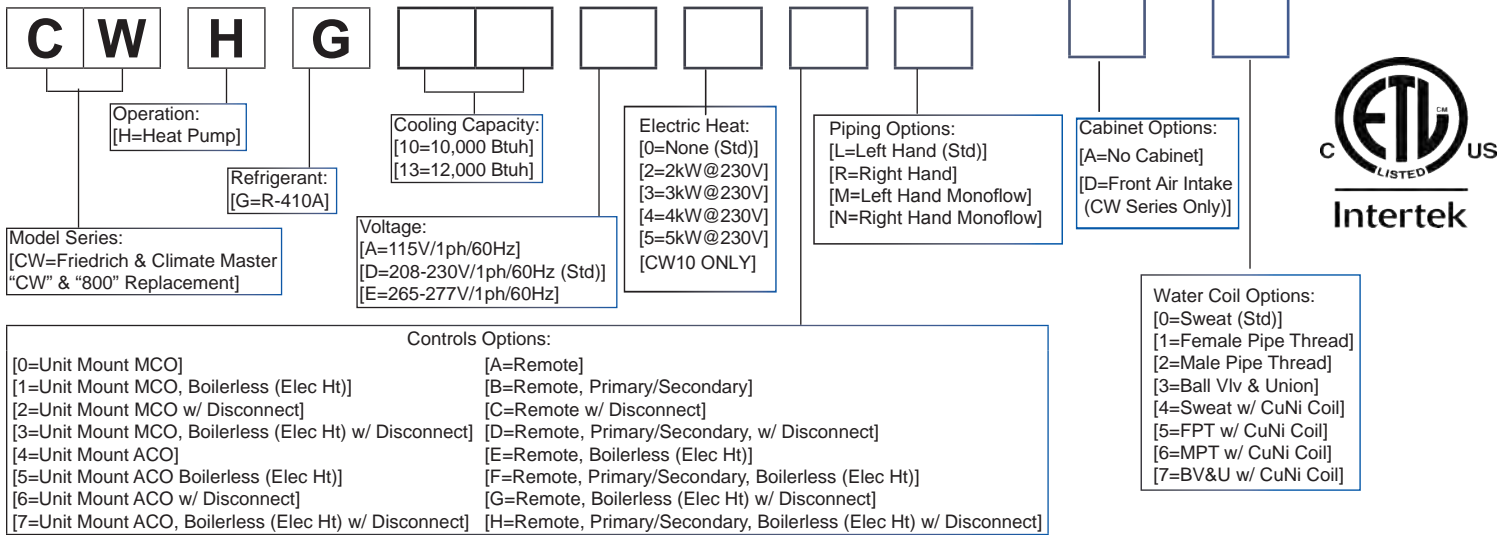 C W H G
Operation:
[H=Heat Pump]
Refrigerant:
[G=R-410A]
Model Series:
[CW=Friedrich & Climate Master
“CW” & “800” Replacement]
Cooling Capacity:
[10=10,000 Btuh]
[13=12,000 Btuh]
Voltage:
[A=115V/1ph/60Hz]
[D=208-230V/1ph/60Hz (Std)]
[E=265-277V/1ph/60Hz]
Electric Heat:
[0=None (Std)]
[2=2kW@230V]
[3=3kW@230V]
[4=4kW@230V]
[5=5kW@230V]
[CW10 ONLY]
Piping Options:
[L=Left Hand (Std)]
[R=Right Hand]
[M=Left Hand Monoflow]
[N=Right Hand Monoflow]
Cabinet Options:
[A=No Cabinet]
[D=Front Air Intake
(CW Series Only)]
ETL CM
C US
LISTED
Intertek
Water Coil Options:
[0=Sweat (Std)]
[1=Female Pipe Thread]
[2=Male Pipe Thread]
[3=Ball Vlv & Union]
[4=Sweat w/ CuNi Coil]
[5=FPT w/ CuNi Coil]
[6=MPT w/ CuNi Coil]
[7=BV&U w/ CuNi Coil]
Controls Options:
[0=Unit Mount MCO]
[1=Unit Mount MCO, Boilerless (Elec Ht)]
[2=Unit Mount MCO w/ Disconnect]
[3=Unit Mount MCO, Boilerless (Elec Ht) w/ Disconnect]
[4=Unit Mount ACO]
[5=Unit Mount ACO Boilerless (Elec Ht)]
[6=Unit Mount ACO w/ Disconnect]
[7=Unit Mount ACO, Boilerless (Elec Ht) w/ Disconnect]
[A=Remote]
[B=Remote, Primary/Secondary]
[C=Remote w/ Disconnect]
[D=Remote, Primary/Secondary, w/ Disconnect]
[E=Remote, Boilerless (Elec Ht)]
[F=Remote, Primary/Secondary, Boilerless (Elec Ht)]
[G=Remote, Boilerless (Elec Ht) w/ Disconnect]
[H=Remote, Primary/Secondary, Boilerless (Elec Ht) w/ Disconnect]